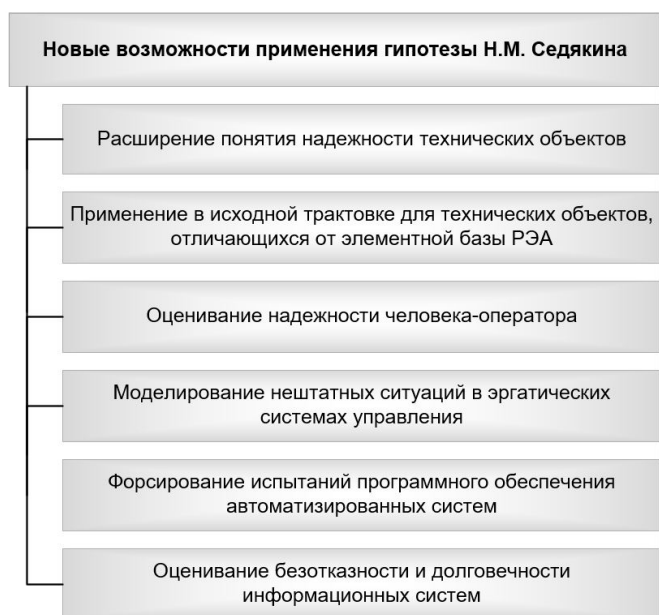 Новые возможности применения гипотезы Н.М. Седякина
Расширение понятия надежности технических объектов
Применение в исходной трактовке для технических объектов,
отличающихся от элементной базы РЭА
Оценивание надежности человека-оператора
Моделирование нештатных ситуаций в эргатических
системах управления
Форсирование испытаний программного обеспечения
автоматизированных систем
Оценивание безотказности и долговечности
информационных систем